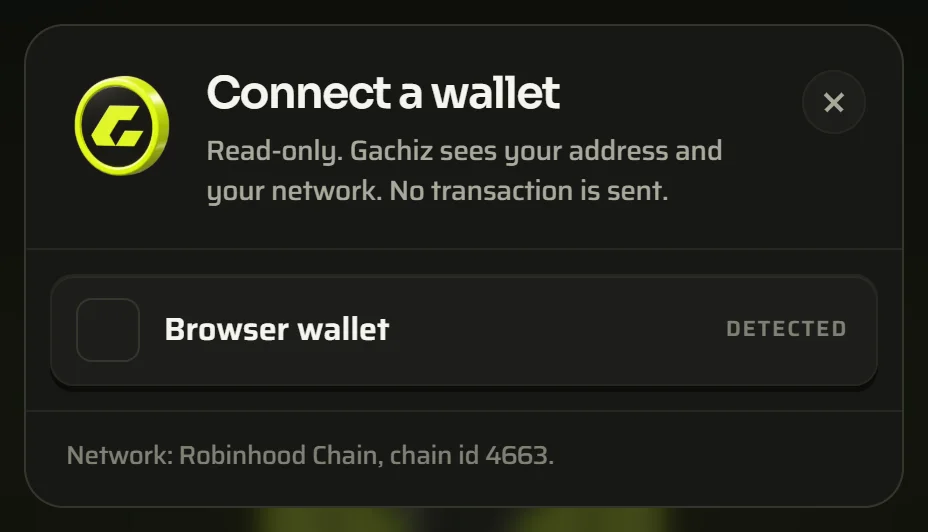 Connect a wallet
Read-only. Gachiz sees your address and
your network. No transaction is sent.
Browser wallet
DETECTED
Network: Robinhood Chain, chain id 4663.